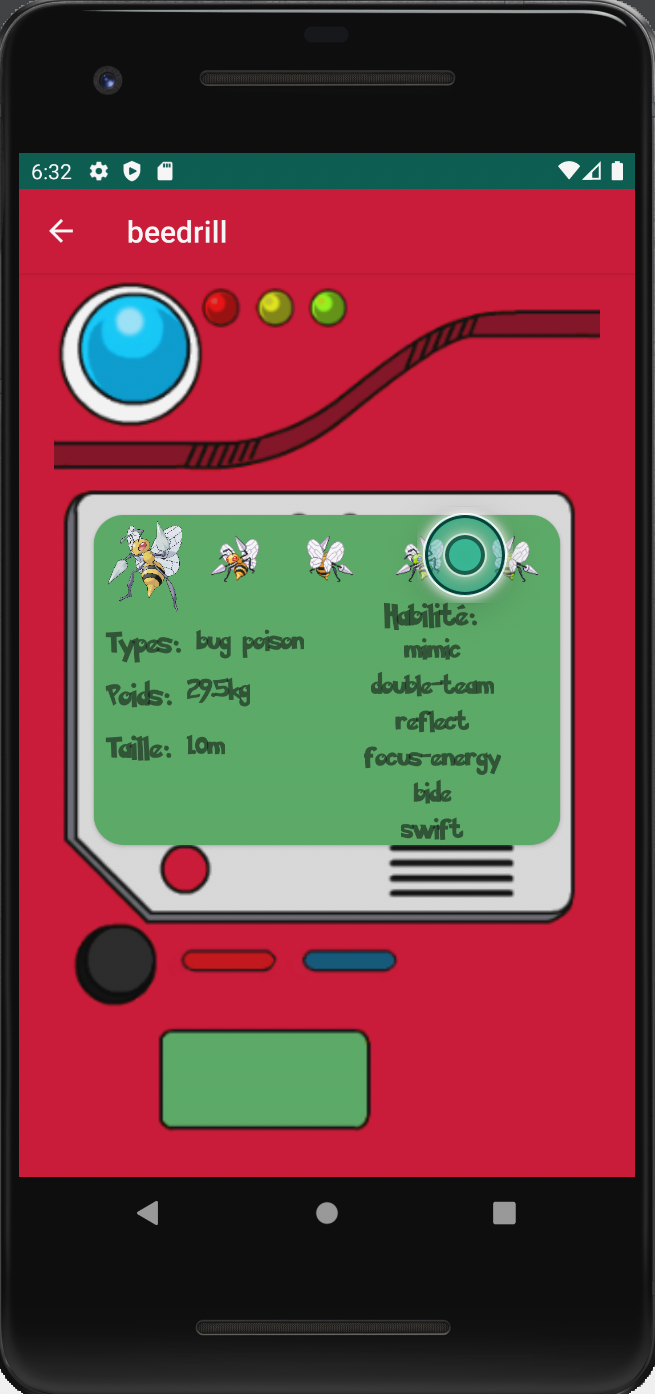 6:32
beedrill
Types: bug poison
Poids: 29.5kg
Taille: 1.0m
Habilité:
mimic
double-team
reflect
focus-energy
bide
swift